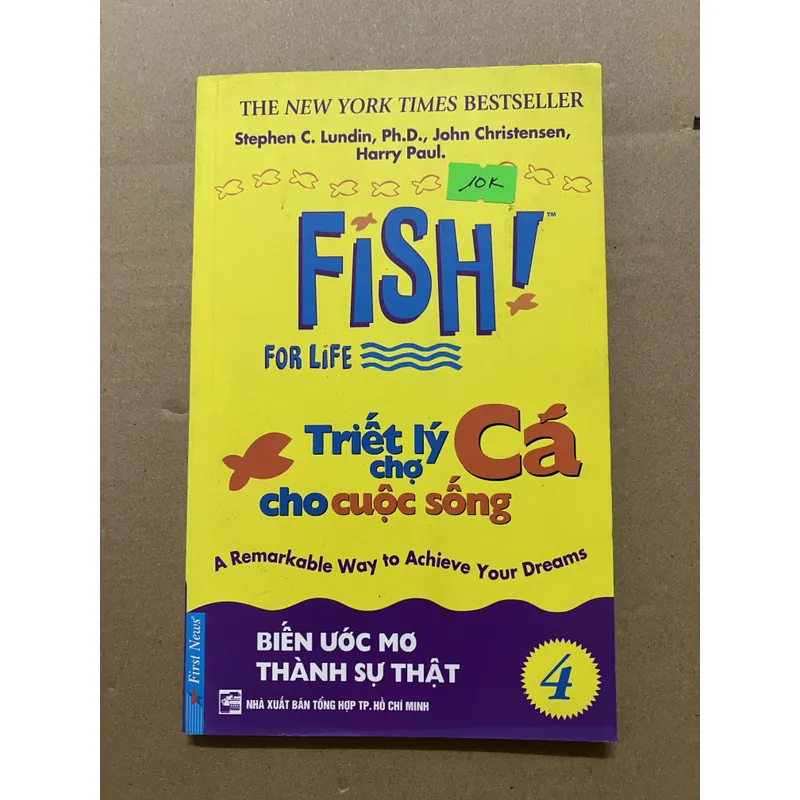 THE NEW YORK TIMES BESTSELLER
Stephen C. Lundin, Ph.D., John Christensen,
Harry Paul.
10K
FiSH! ™
FOR LiFE
Triết lý chợ Cá
cho cuộc sống
A Remarkable Way to Achieve Your Dreams
BIẾN ƯỚC MƠ
THÀNH SỰ THẬT
4
First News
NHÀ XUẤT BẢN TỔNG HỢP TP. HỒ CHÍ MINH